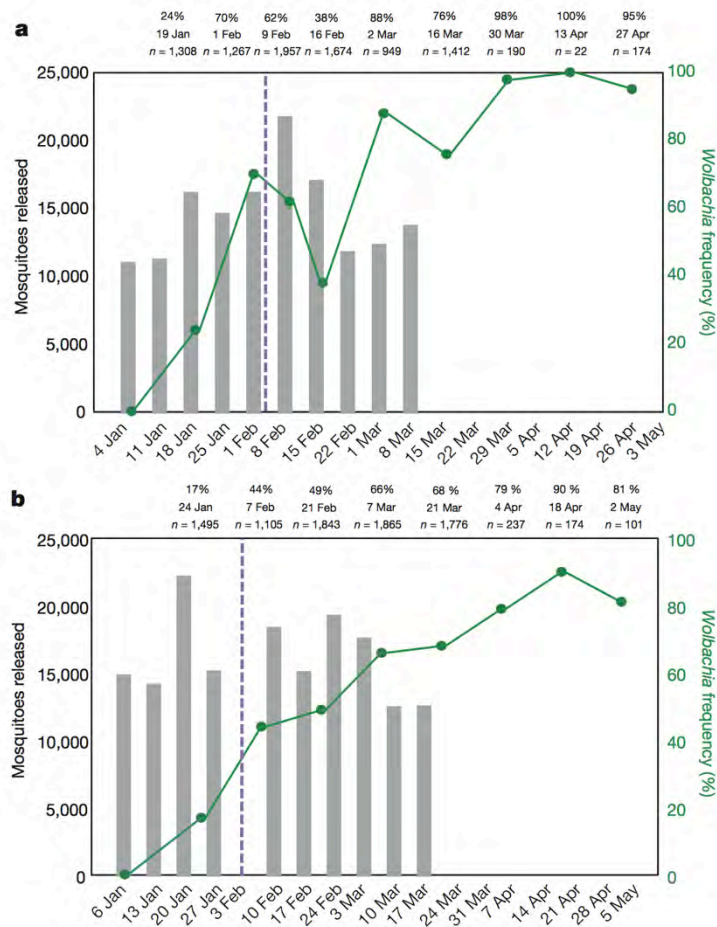 a
24% 70% 62% 38% 88% 76% 98% 100% 95%
19 Jan 1 Feb 9 Feb 16 Feb 2 Mar 16 Mar 30 Mar 13 Apr 27 Apr
n = 1,308 n = 1,267 n = 1,957 n = 1,674 n = 949 n = 1,412 n = 190 n = 22 n = 174
25,000
20,000
15,000
10,000
5,000
0
Mosquitoes released
100
80
60
40
20
0
Wolbachia frequency (%)
4 Jan 11 Jan 18 Jan 25 Jan 1 Feb 8 Feb 15 Feb 22 Feb 1 Mar 8 Mar 15 Mar 22 Mar 29 Mar 5 Apr 12 Apr 19 Apr 26 Apr 3 May
b
17% 44% 49% 66% 68 % 79 % 90 % 81 %
24 Jan 7 Feb 21 Feb 7 Mar 21 Mar 4 Apr 18 Apr 2 May
n = 1,495 n = 1,105 n = 1,843 n = 1,865 n = 1,776 n = 237 n = 174 n = 101
25,000
20,000
15,000
10,000
5,000
0
Mosquitoes released
100
80
60
40
20
0
Wolbachia frequency (%)
6 Jan 13 Jan 20 Jan 27 Jan 3 Feb 10 Feb 17 Feb 24 Feb 3 Mar 10 Mar 17 Mar 24 Mar 31 Mar 7 Apr 14 Apr 21 Apr 28 Apr 5 May